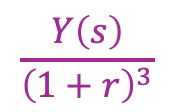 Y(s)
(1 + r)³